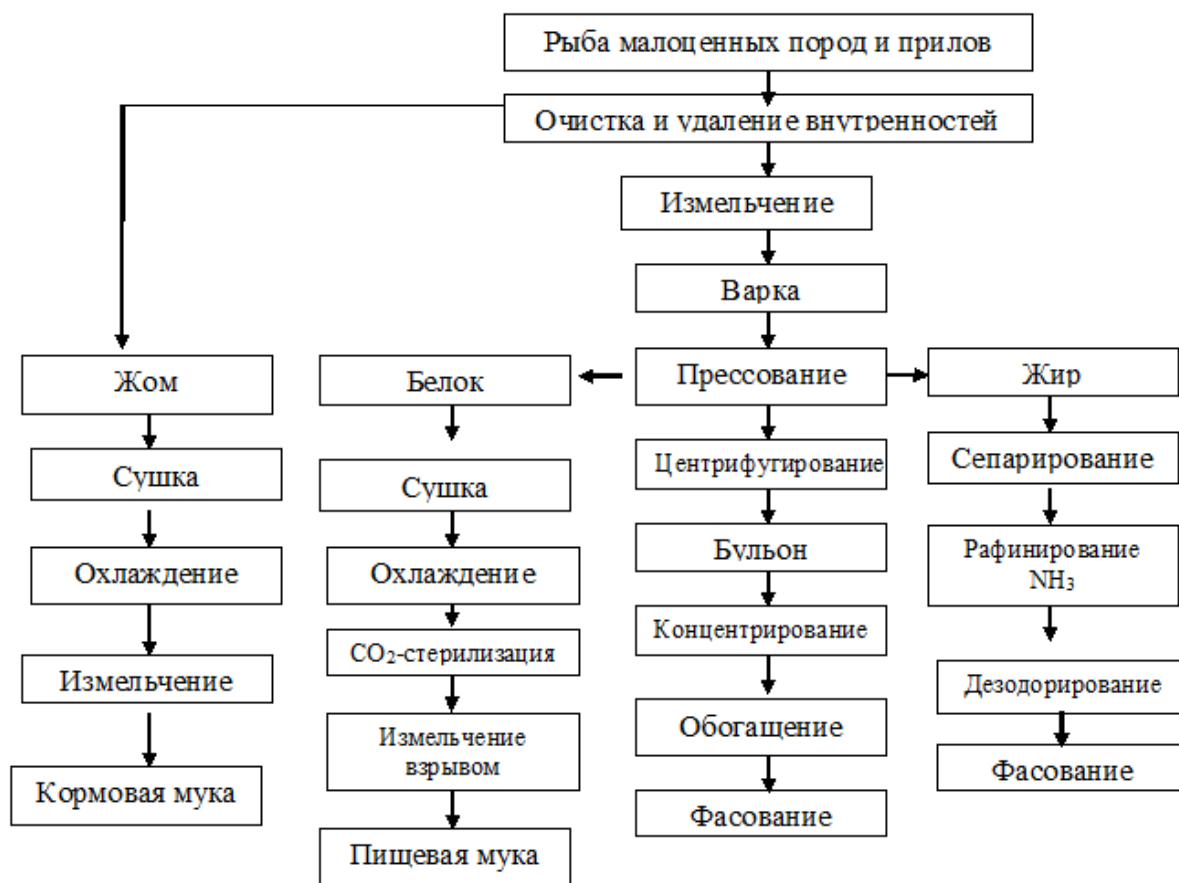 Рыба малоценных пород и прилов
Очистка и удаление внутренностей
Измельчение
Варка
Жом
Белок
Прессование
Жир
Сушка
Сушка
Центрифугирование
Сепарирование
Охлаждение
Охлаждение
Бульон
Рафинирование
NH₃
Измельчение
CO₂-стерилизация
Концентрирование
Дезодорирование
Кормовая мука
Измельчение
взрывом
Обогащение
Фасование
Пищевая мука
Фасование